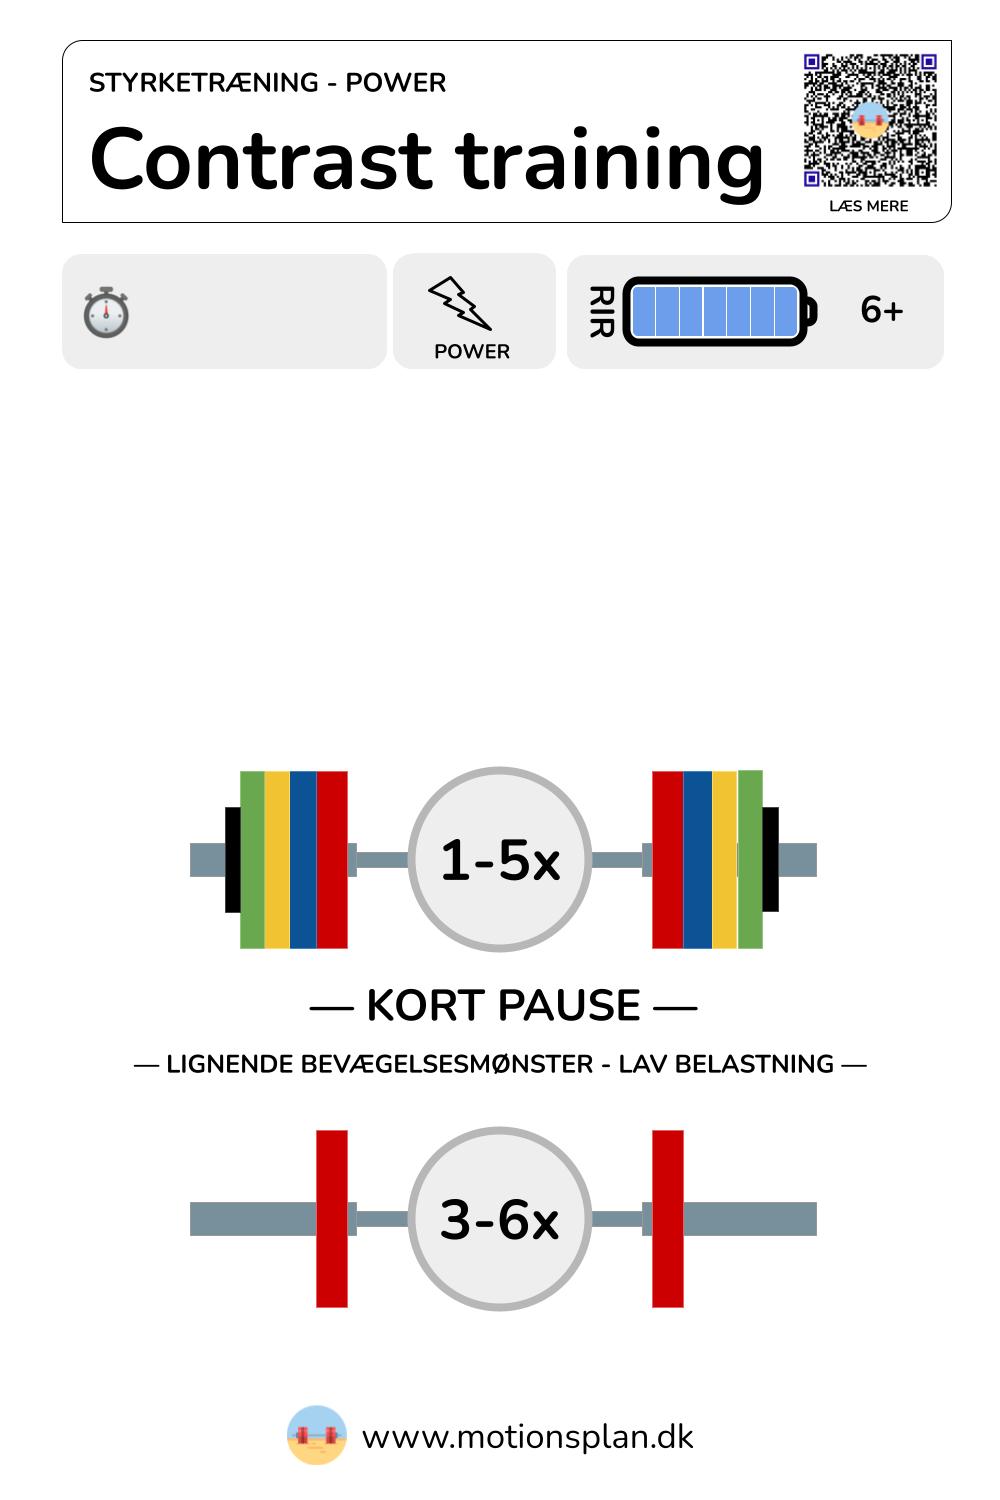 STYRKETRÆNING - POWER
Contrast training
LÆS MERE
POWER
RIR
6+
1-5x
— KORT PAUSE —
— LIGNENDE BEVÆGELSESMØNSTER - LAV BELASTNING —
3-6x
www.motionsplan.dk